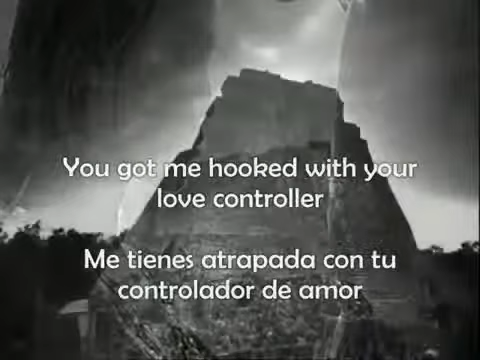 You got me hooked with your
love controller
Me tienes atrapada con tu
controlador de amor